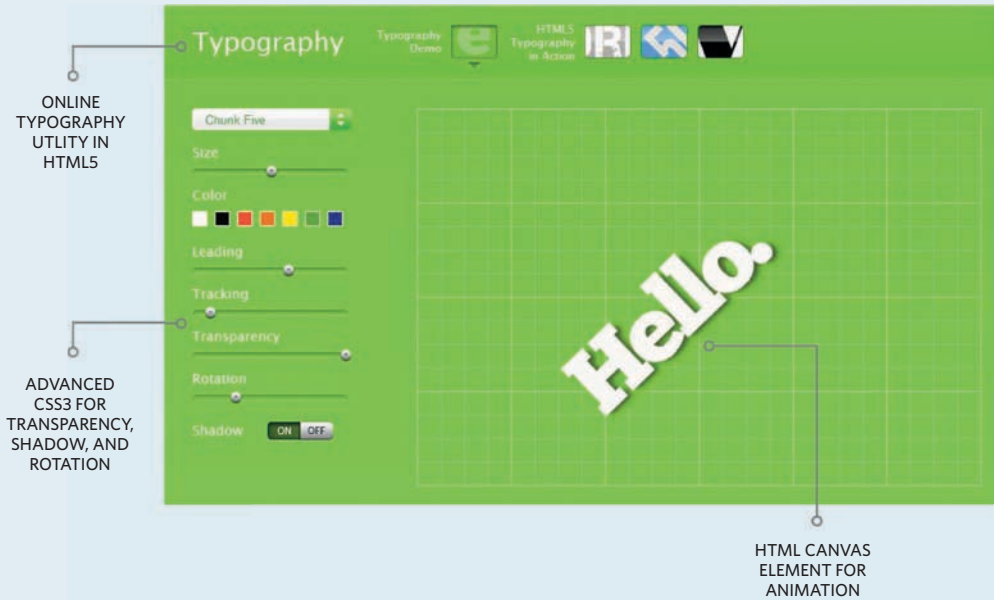 Typography
Typography
Demo
e
HTML5
Typography
in Action
ONLINE
TYPOGRAPHY
UTLITY IN
HTML5
Chunk Five
Size
Color
Leading
Tracking
Transparency
Rotation
Shadow
ON OFF
Hello.
ADVANCED
CSS3 FOR
TRANSPARENCY,
SHADOW, AND
ROTATION
HTML CANVAS
ELEMENT FOR
ANIMATION